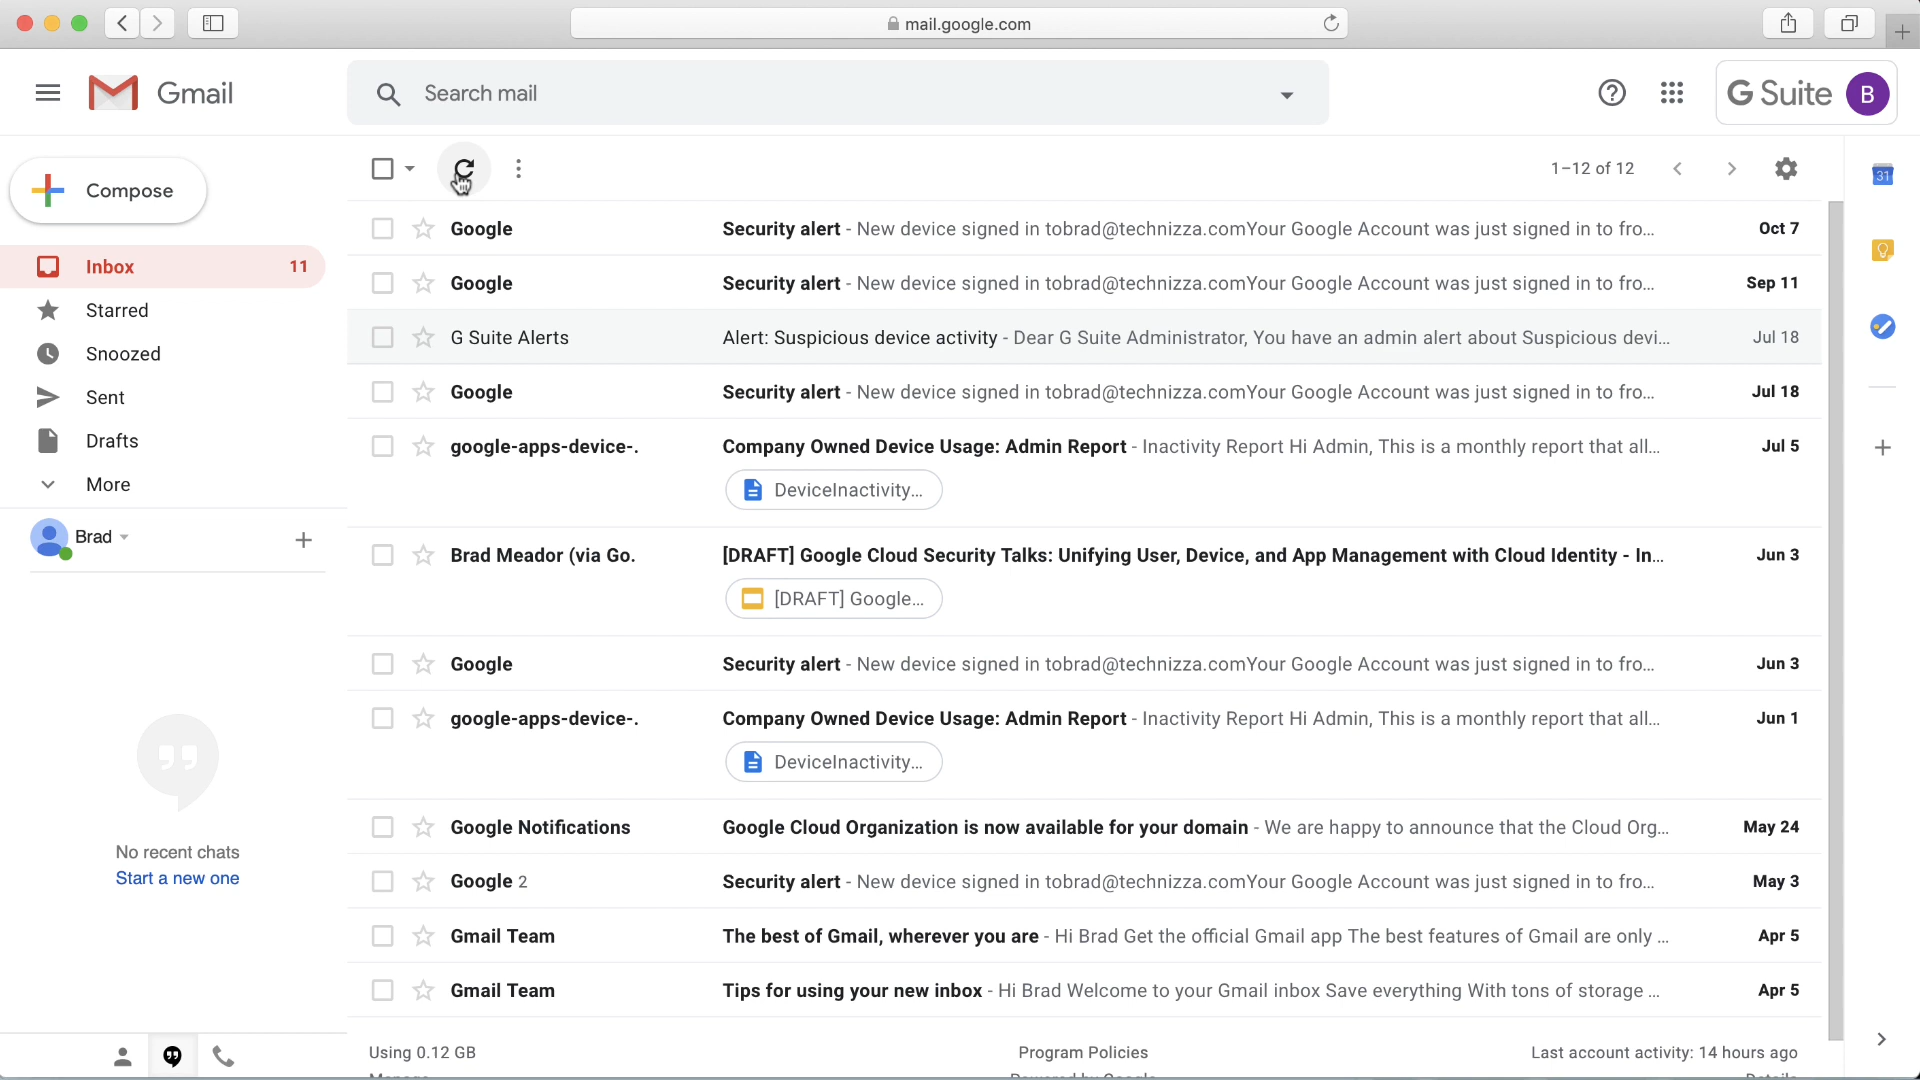 mail.google.com
Gmail
Search mail
G Suite
B
Compose
1–12 of 12
31
Inbox 11
Starred
Snoozed
Sent
Drafts
More
Brad
No recent chats
Start a new one
Google Security alert - New device signed in tobrad@technizza.comYour Google Account was just signed in to fro... Oct 7
Google Security alert - New device signed in tobrad@technizza.comYour Google Account was just signed in to fro... Sep 11
G Suite Alerts Alert: Suspicious device activity - Dear G Suite Administrator, You have an admin alert about Suspicious devi... Jul 18
Google Security alert - New device signed in tobrad@technizza.comYour Google Account was just signed in to fro... Jul 18
google-apps-device-. Company Owned Device Usage: Admin Report - Inactivity Report Hi Admin, This is a monthly report that all... Jul 5
DeviceInactivity...
Brad Meador (via Go. [DRAFT] Google Cloud Security Talks: Unifying User, Device, and App Management with Cloud Identity - In... Jun 3
[DRAFT] Google...
Google Security alert - New device signed in tobrad@technizza.comYour Google Account was just signed in to fro... Jun 3
google-apps-device-. Company Owned Device Usage: Admin Report - Inactivity Report Hi Admin, This is a monthly report that all... Jun 1
DeviceInactivity...
Google Notifications Google Cloud Organization is now available for your domain - We are happy to announce that the Cloud Org... May 24
Google 2 Security alert - New device signed in tobrad@technizza.comYour Google Account was just signed in to fro... May 3
Gmail Team The best of Gmail, wherever you are - Hi Brad Get the official Gmail app The best features of Gmail are only ... Apr 5
Gmail Team Tips for using your new inbox - Hi Brad Welcome to your Gmail inbox Save everything With tons of storage ... Apr 5
Using 0.12 GB
Program Policies
Last account activity: 14 hours ago